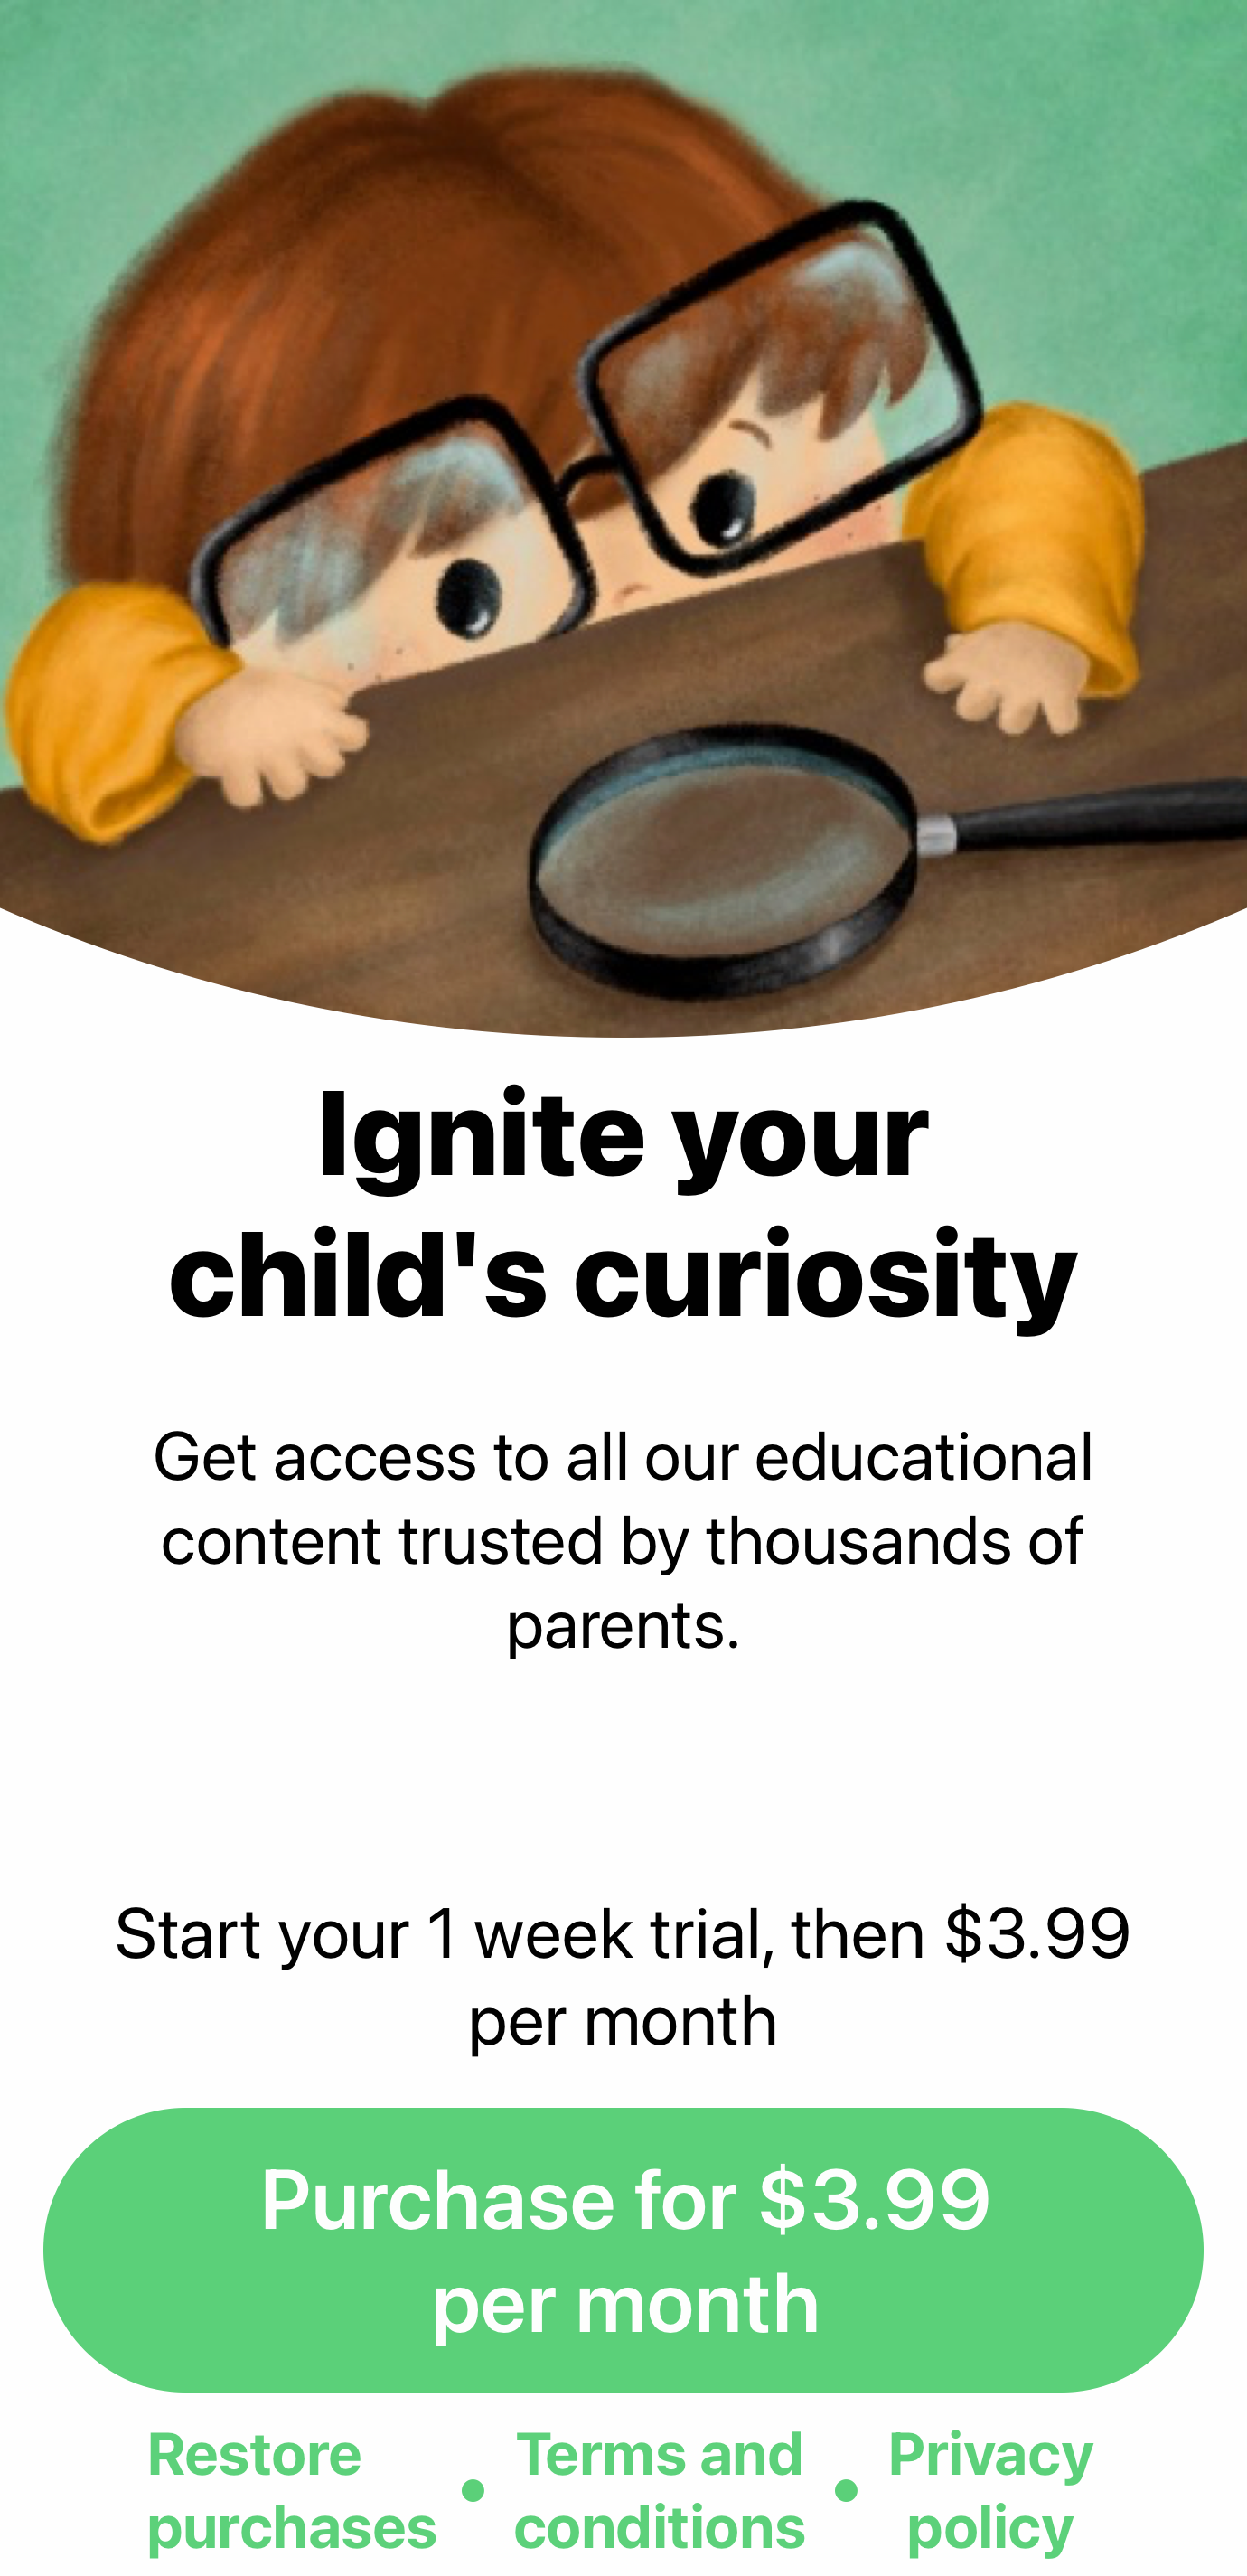 Ignite your
child's curiosity
Get access to all our educational
content trusted by thousands of
parents.
Start your 1 week trial, then $3.99
per month
Purchase for $3.99
per month
Restore
purchases
•
Terms and
conditions
•
Privacy
policy